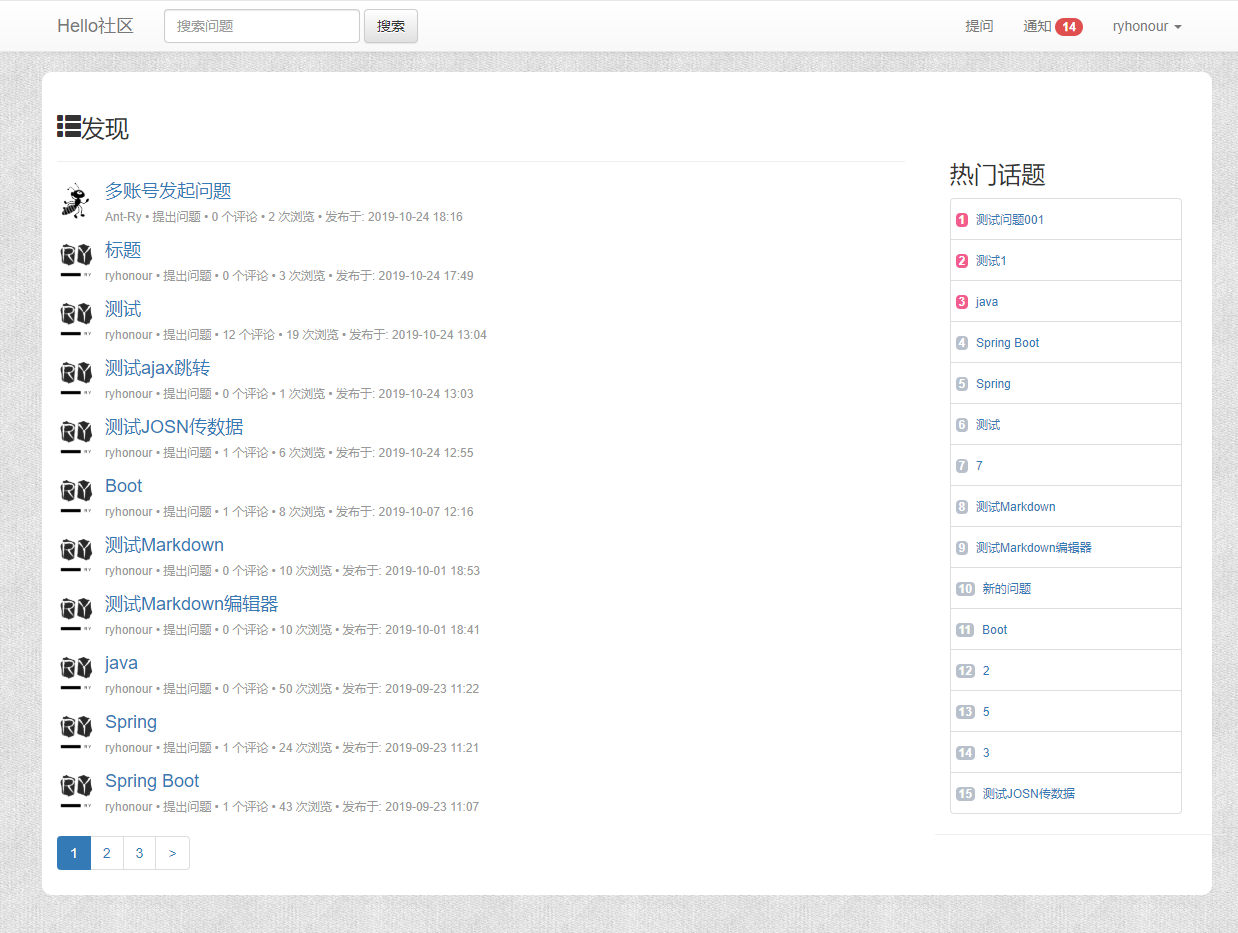 Hello社区 搜索问题 搜索 提问 通知 14 ryhonour
发现
多账号发起问题
Ant-Ry • 提出问题 • 0 个评论 • 2 次浏览 • 发布于: 2019-10-24 18:16
RY
标题
ryhonour • 提出问题 • 0 个评论 • 3 次浏览 • 发布于: 2019-10-24 17:49
RY
测试
ryhonour • 提出问题 • 12 个评论 • 19 次浏览 • 发布于: 2019-10-24 13:04
RY
测试ajax跳转
ryhonour • 提出问题 • 0 个评论 • 1 次浏览 • 发布于: 2019-10-24 13:03
RY
测试JOSN传数据
ryhonour • 提出问题 • 1 个评论 • 6 次浏览 • 发布于: 2019-10-24 12:55
RY
Boot
ryhonour • 提出问题 • 1 个评论 • 8 次浏览 • 发布于: 2019-10-07 12:16
RY
测试Markdown
ryhonour • 提出问题 • 0 个评论 • 10 次浏览 • 发布于: 2019-10-01 18:53
RY
测试Markdown编辑器
ryhonour • 提出问题 • 0 个评论 • 10 次浏览 • 发布于: 2019-10-01 18:41
RY
java
ryhonour • 提出问题 • 0 个评论 • 50 次浏览 • 发布于: 2019-09-23 11:22
RY
Spring
ryhonour • 提出问题 • 1 个评论 • 24 次浏览 • 发布于: 2019-09-23 11:21
RY
Spring Boot
ryhonour • 提出问题 • 1 个评论 • 43 次浏览 • 发布于: 2019-09-23 11:07
1 2 3 >
热门话题
1 测试问题001
2 测试1
3 java
4 Spring Boot
5 Spring
6 测试
7 7
8 测试Markdown
9 测试Markdown编辑器
10 新的问题
11 Boot
12 2
13 5
14 3
15 测试JOSN传数据